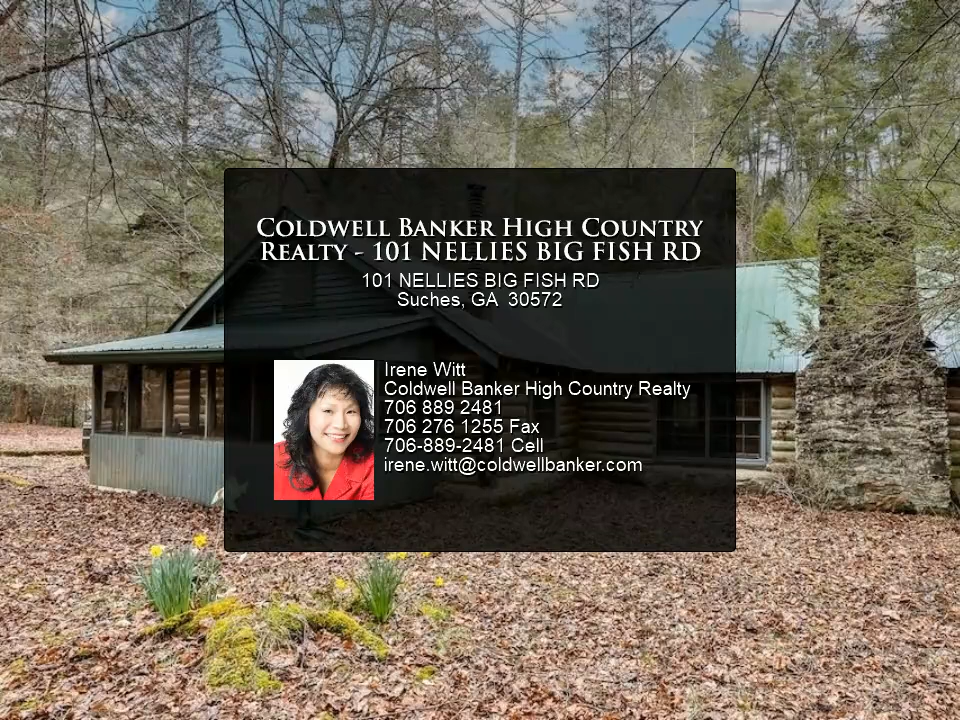 Coldwell Banker High Country
Realty - 101 NELLIES BIG FISH RD
101 NELLIES BIG FISH RD
Suches, GA 30572
Irene Witt
Coldwell Banker High Country Realty
706 889 2481
706 276 1255 Fax
706-889-2481 Cell
irene.witt@coldwellbanker.com